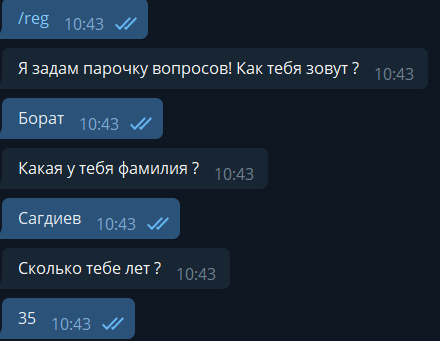 /reg 10:43
Я задам парочку вопросов! Как тебя зовут ? 10:43
Борат 10:43
Какая у тебя фамилия ? 10:43
Сагдиев 10:43
Сколько тебе лет ? 10:43
35 10:43